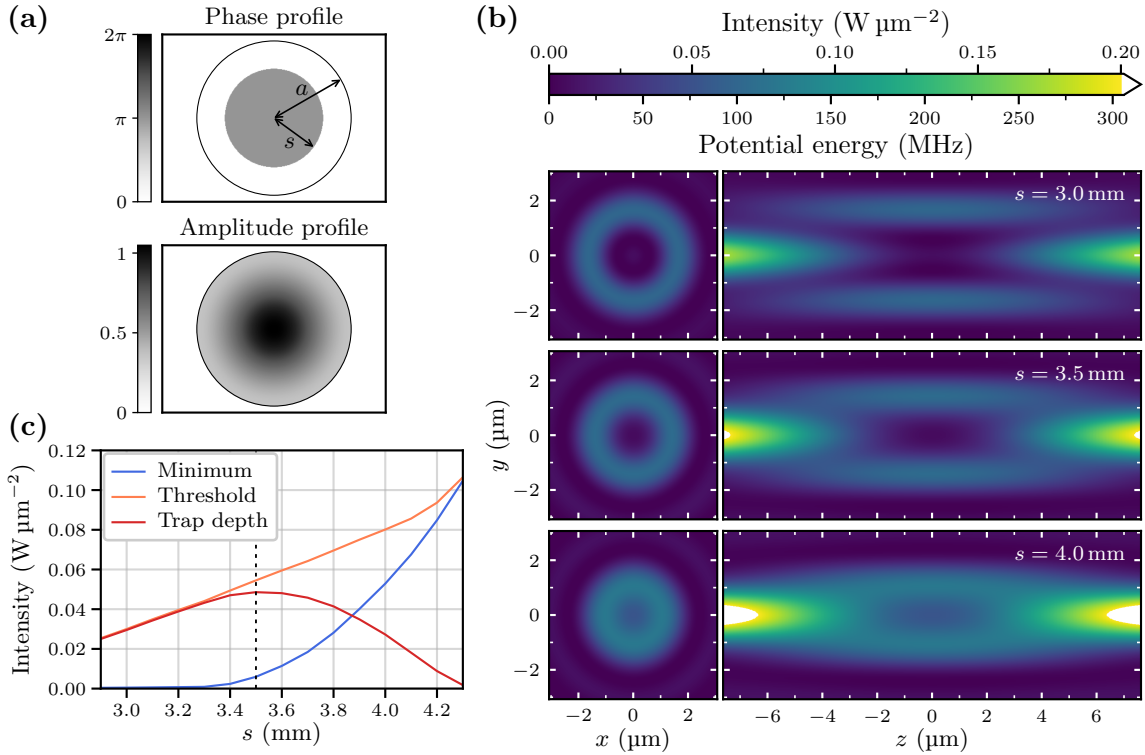 (a)
Phase profile
2π
π
0
a
s
Amplitude profile
1
0.5
0
(b)
Intensity (W µm−2)
0.00 0.05 0.10 0.15 0.20
0 50 100 150 200 250 300
Potential energy (MHz)
s = 3.0 mm
2
0
−2
s = 3.5 mm
2
0
−2
y (µm)
s = 4.0 mm
2
0
−2
−2 0 2
x (µm)
−6 −4 −2 0 2 4 6
z (µm)
(c)
0.12
0.10
0.08
0.06
0.04
0.02
0.00
Intensity (W µm−2)
Minimum
Threshold
Trap depth
3.0 3.2 3.4 3.6 3.8 4.0 4.2
s (mm)